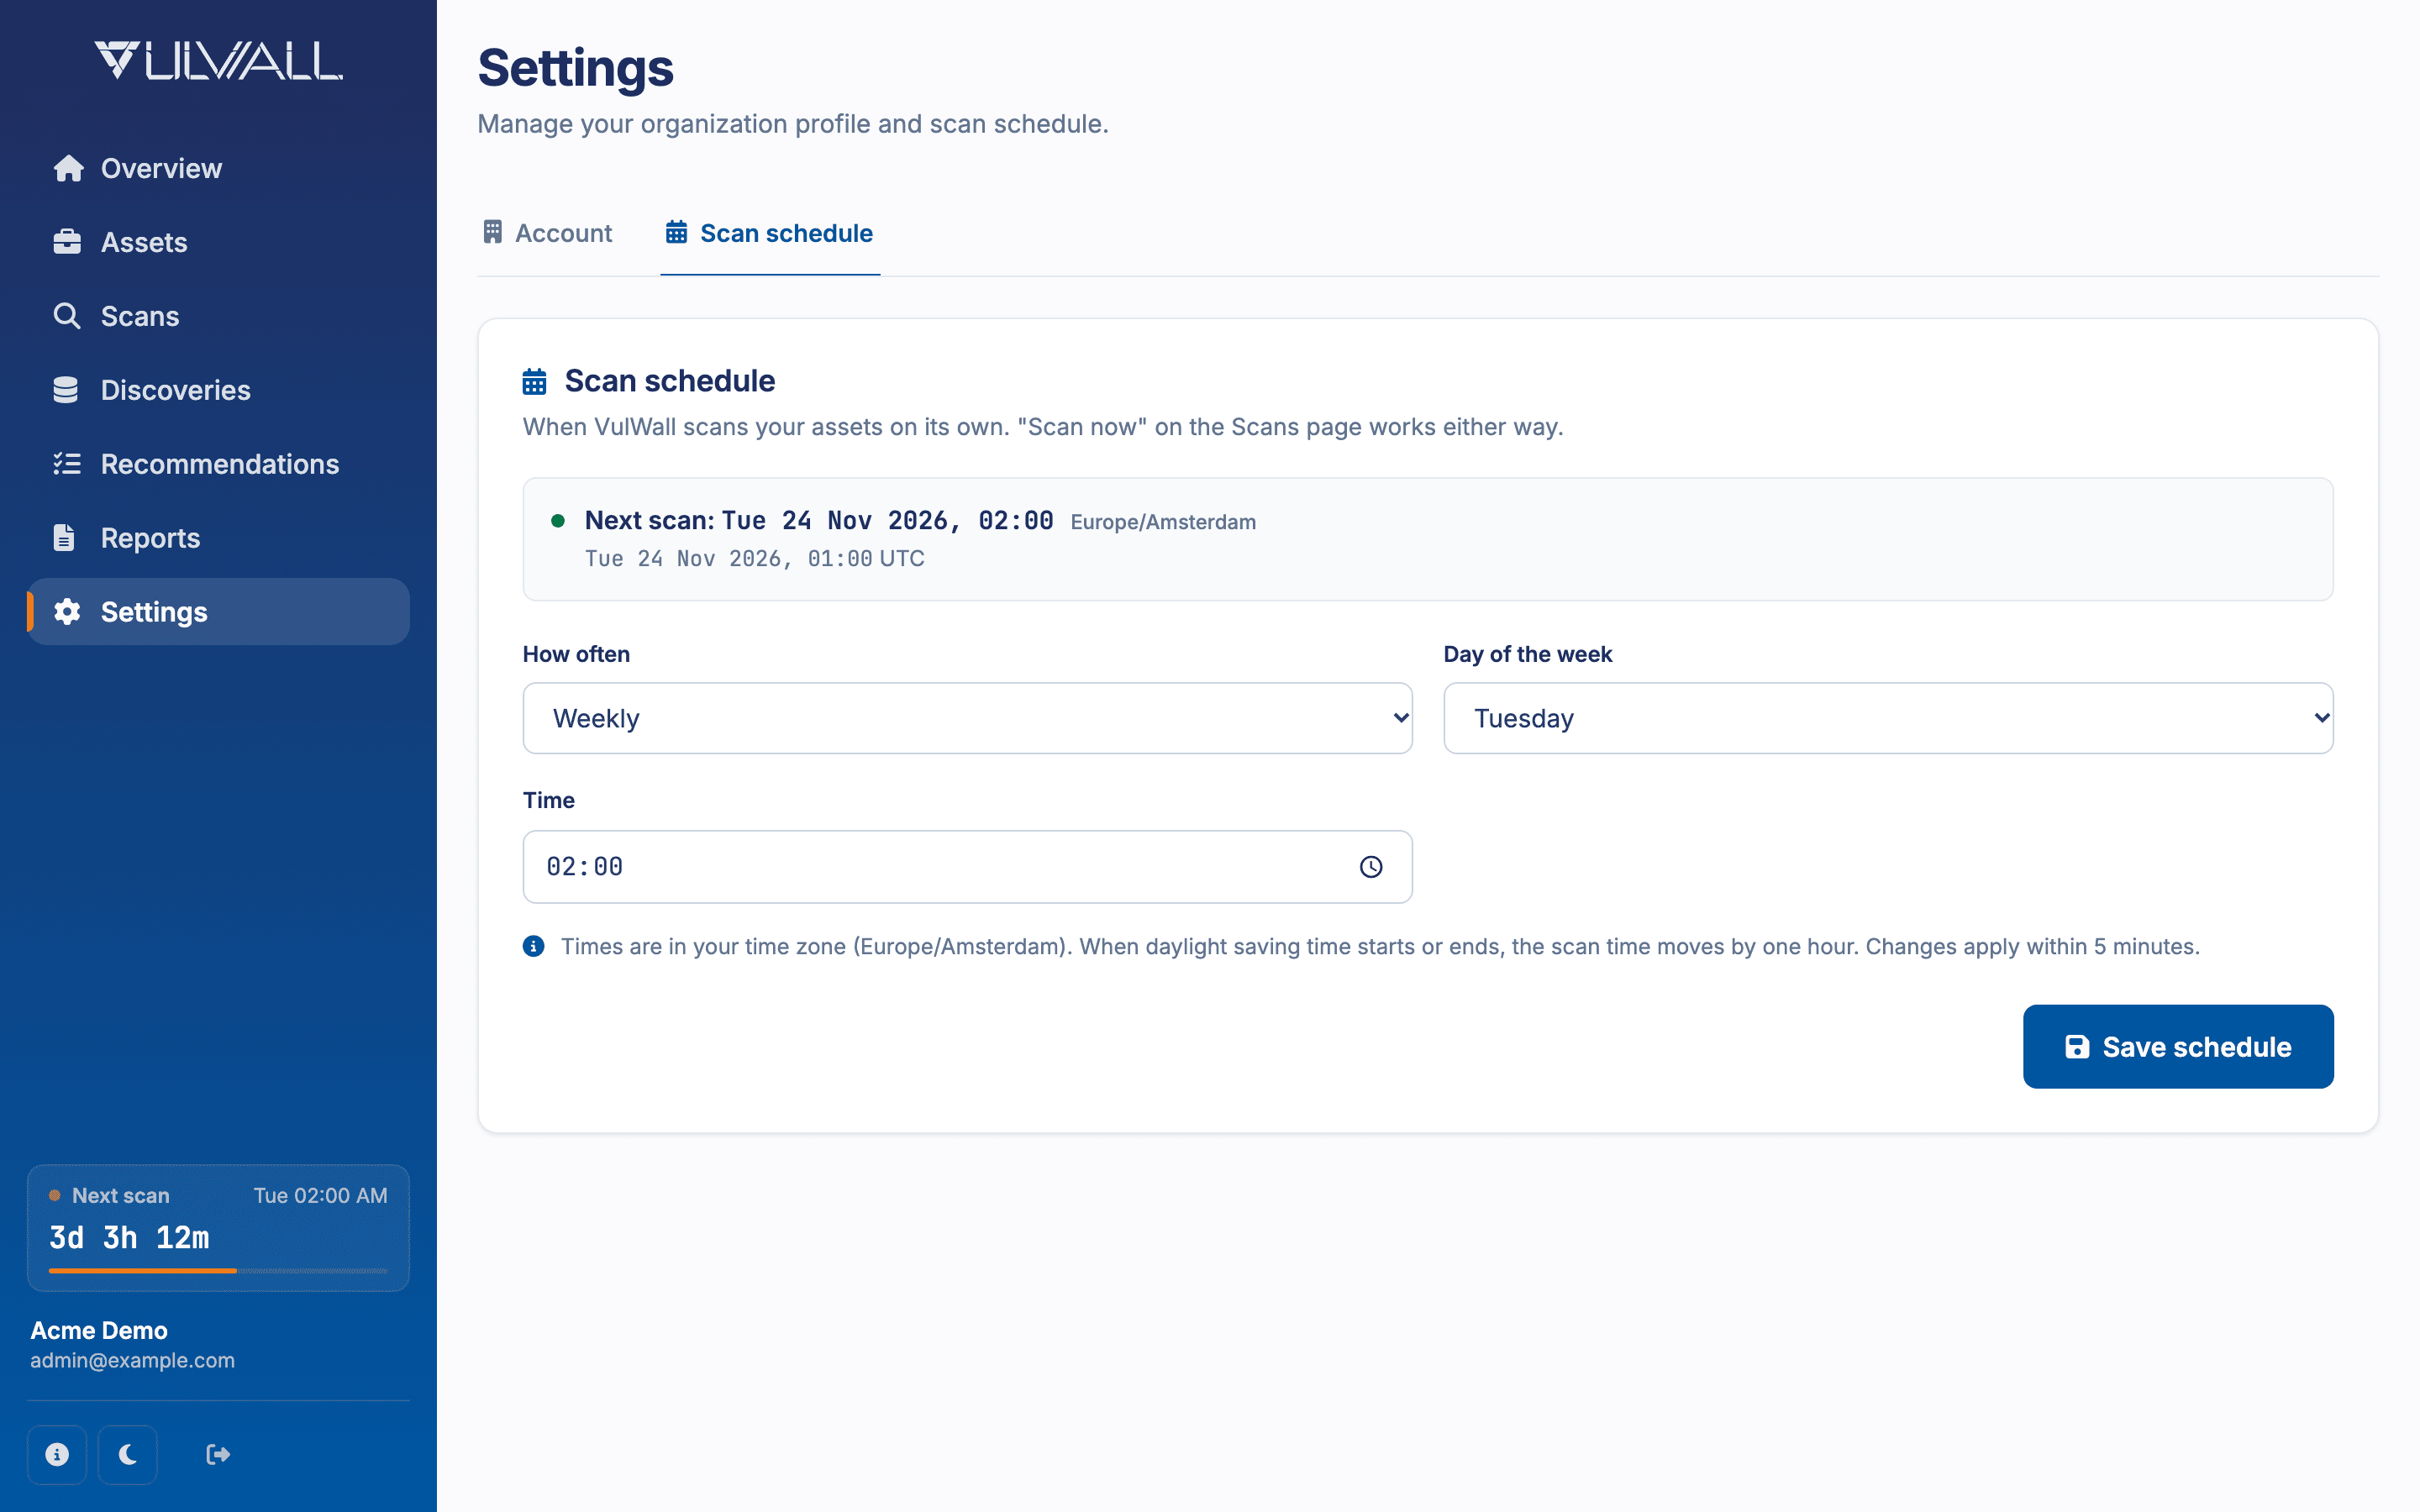 VULWALL
Overview
Assets
Scans
Discoveries
Recommendations
Reports
Settings
Next scan Tue 02:00 AM
3d 3h 12m
Acme Demo
admin@example.com
Settings
Manage your organization profile and scan schedule.
Account Scan schedule
Scan schedule
When VulWall scans your assets on its own. "Scan now" on the Scans page works either way.
Next scan: Tue 24 Nov 2026, 02:00 Europe/Amsterdam
Tue 24 Nov 2026, 01:00 UTC
How often
Weekly
Day of the week
Tuesday
Time
02:00
Times are in your time zone (Europe/Amsterdam). When daylight saving time starts or ends, the scan time moves by one hour. Changes apply within 5 minutes.
Save schedule